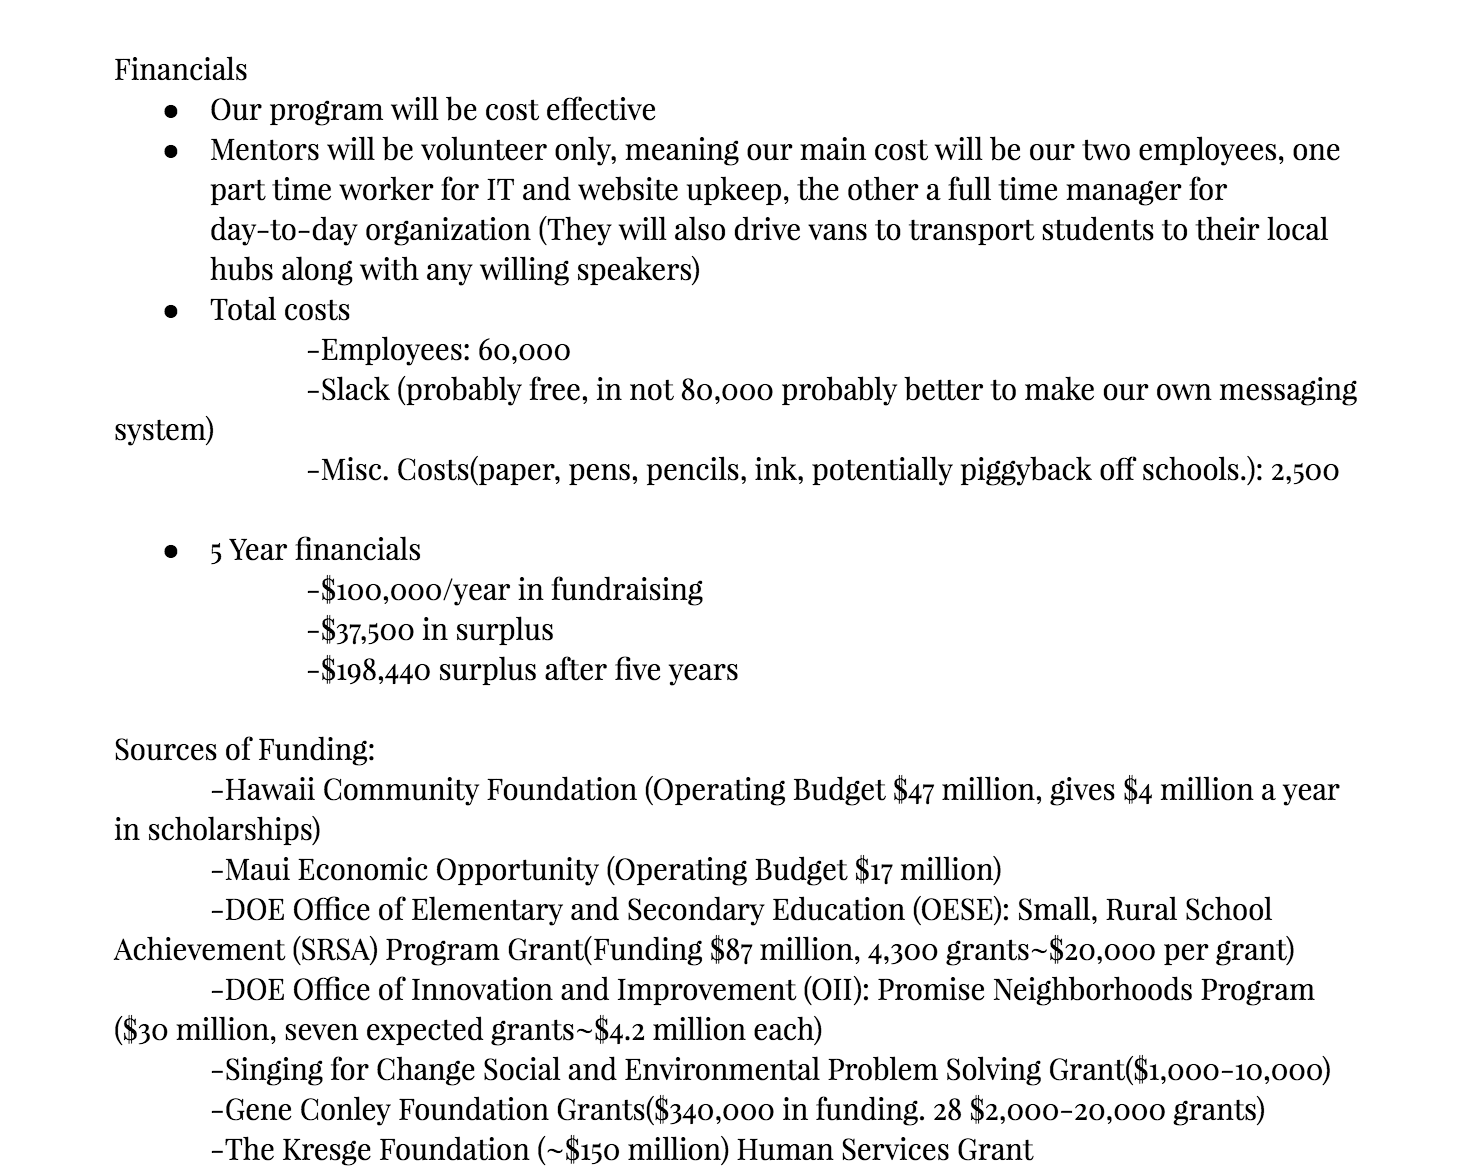 Financials
● Our program will be cost effective
● Mentors will be volunteer only, meaning our main cost will be our two employees, one
part time worker for IT and website upkeep, the other a full time manager for
day-to-day organization (They will also drive vans to transport students to their local
hubs along with any willing speakers)
● Total costs
-Employees: 60,000
-Slack (probably free, in not 80,000 probably better to make our own messaging
system)
-Misc. Costs(paper, pens, pencils, ink, potentially piggyback off schools.): 2,500
● 5 Year financials
-$100,000/year in fundraising
-$37,500 in surplus
-$198,440 surplus after five years
Sources of Funding:
-Hawaii Community Foundation (Operating Budget $47 million, gives $4 million a year
in scholarships)
-Maui Economic Opportunity (Operating Budget $17 million)
-DOE Office of Elementary and Secondary Education (OESE): Small, Rural School
Achievement (SRSA) Program Grant(Funding $87 million, 4,300 grants~$20,000 per grant)
-DOE Office of Innovation and Improvement (OII): Promise Neighborhoods Program
($30 million, seven expected grants~$4.2 million each)
-Singing for Change Social and Environmental Problem Solving Grant($1,000-10,000)
-Gene Conley Foundation Grants($340,000 in funding. 28 $2,000-20,000 grants)
-The Kresge Foundation (~$150 million) Human Services Grant